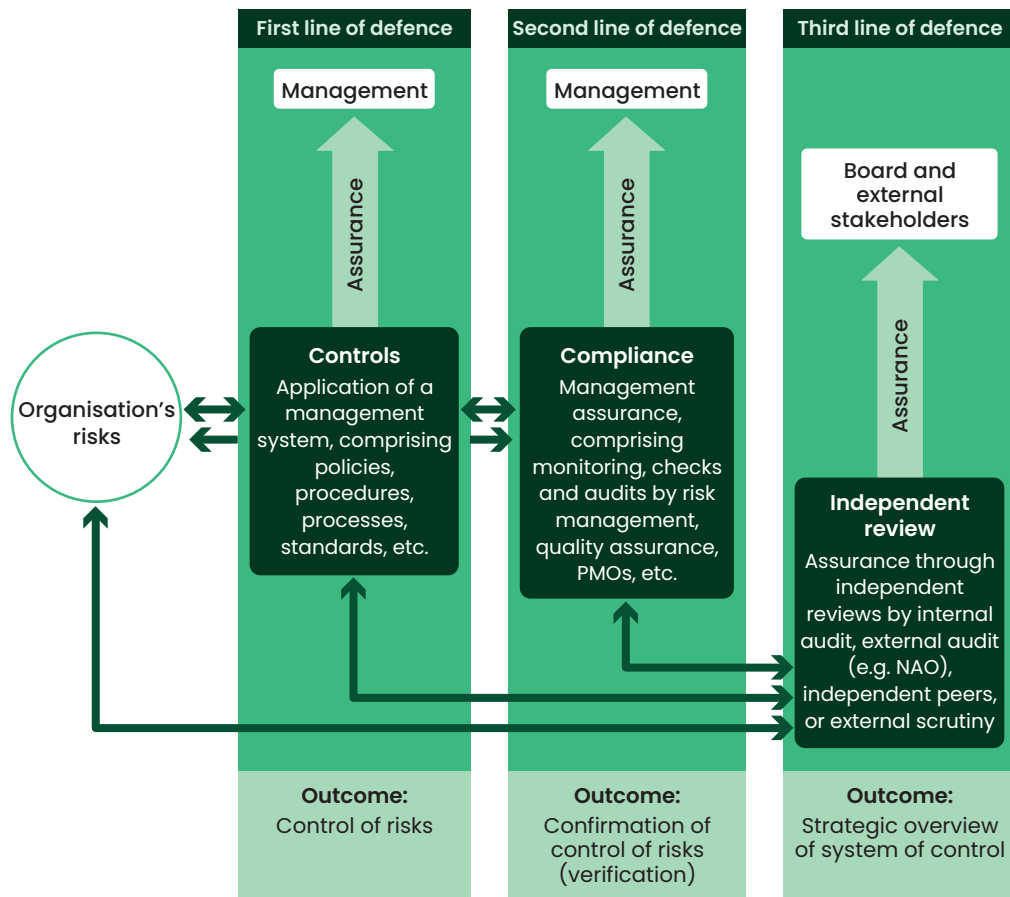 First line of defence
Second line of defence
Third line of defence
Management
Management
Board and
external
stakeholders
Assurance
Assurance
Assurance
Organisation’s
risks
Controls
Application of a
management
system, comprising
policies,
procedures,
processes,
standards, etc.
Compliance
Management
assurance,
comprising
monitoring, checks
and audits by risk
management,
quality assurance,
PMOs, etc.
Independent
review
Assurance through
independent
reviews by internal
audit, external audit
(e.g. NAO),
independent peers,
or external scrutiny
Outcome:
Control of risks
Outcome:
Confirmation of
control of risks
(verification)
Outcome:
Strategic overview
of system of control